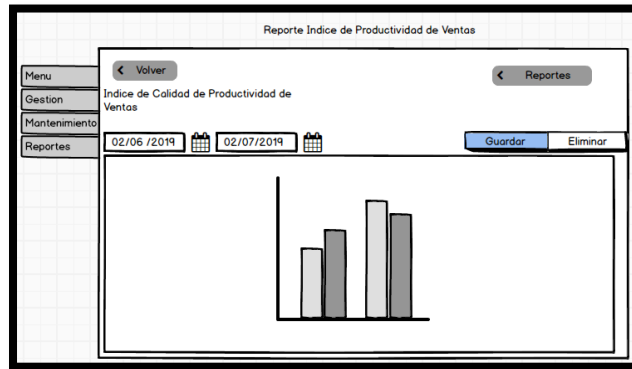 Reporte Indice de Productividad de Ventas
Volver
Reportes
Menu
Gestion
Mantenimiento
Reportes
Indice de Calidad de Productividad de
Ventas
02/06 /2019
02/07/2019
Guardar
Eliminar